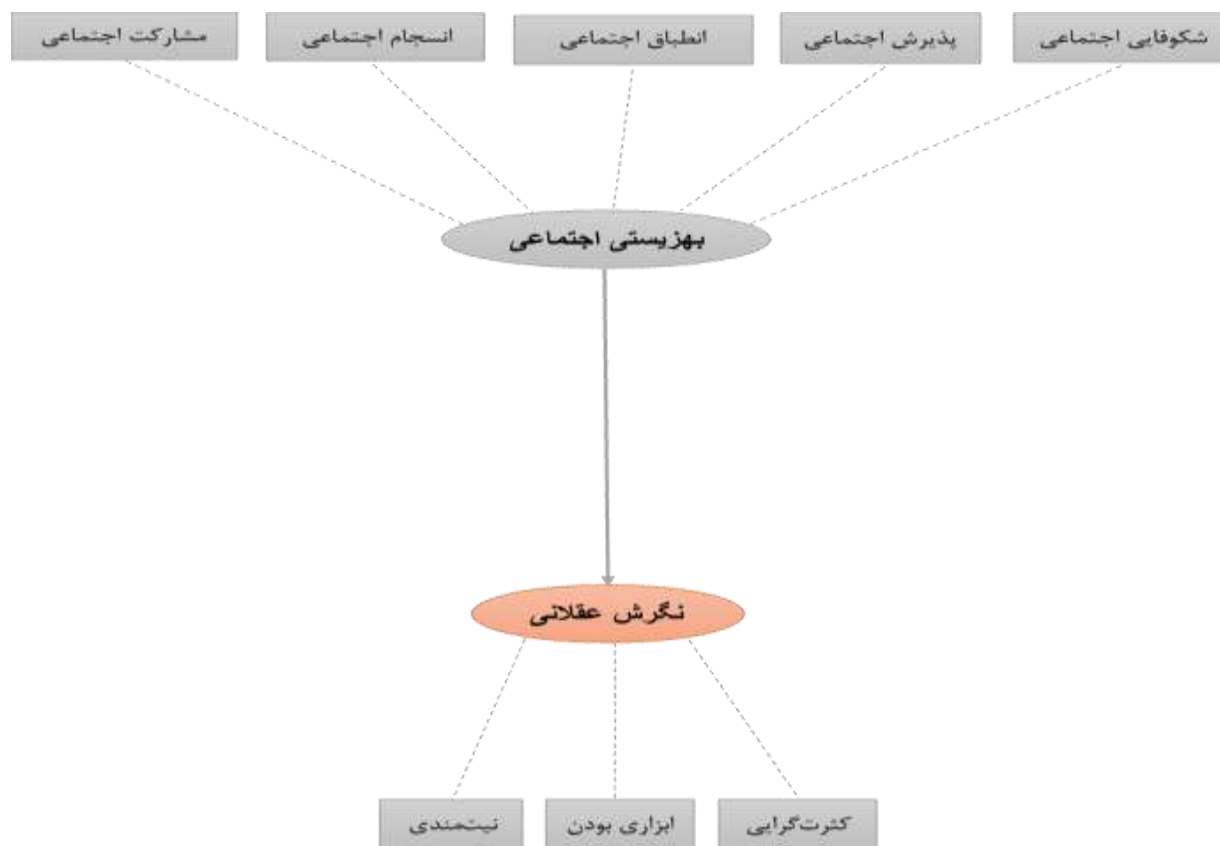 شکوفایی اجتماعی
پذیرش اجتماعی
انطباق اجتماعی
انسجام اجتماعی
مشارکت اجتماعی
بهزیستی اجتماعی
نگرش عقلانی
کثرت‌گرایی
ابزاری بودن
نیت‌مندی